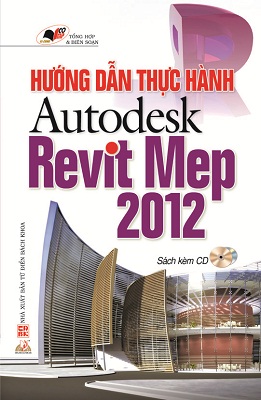 TỔNG HỢP
& BIÊN SOẠN
HƯỚNG DẪN THỰC HÀNH
Autodesk
Revit Mep
2012
Sách kèm CD
NHÀ XUẤT BẢN TỪ ĐIỂN BÁCH KHOA